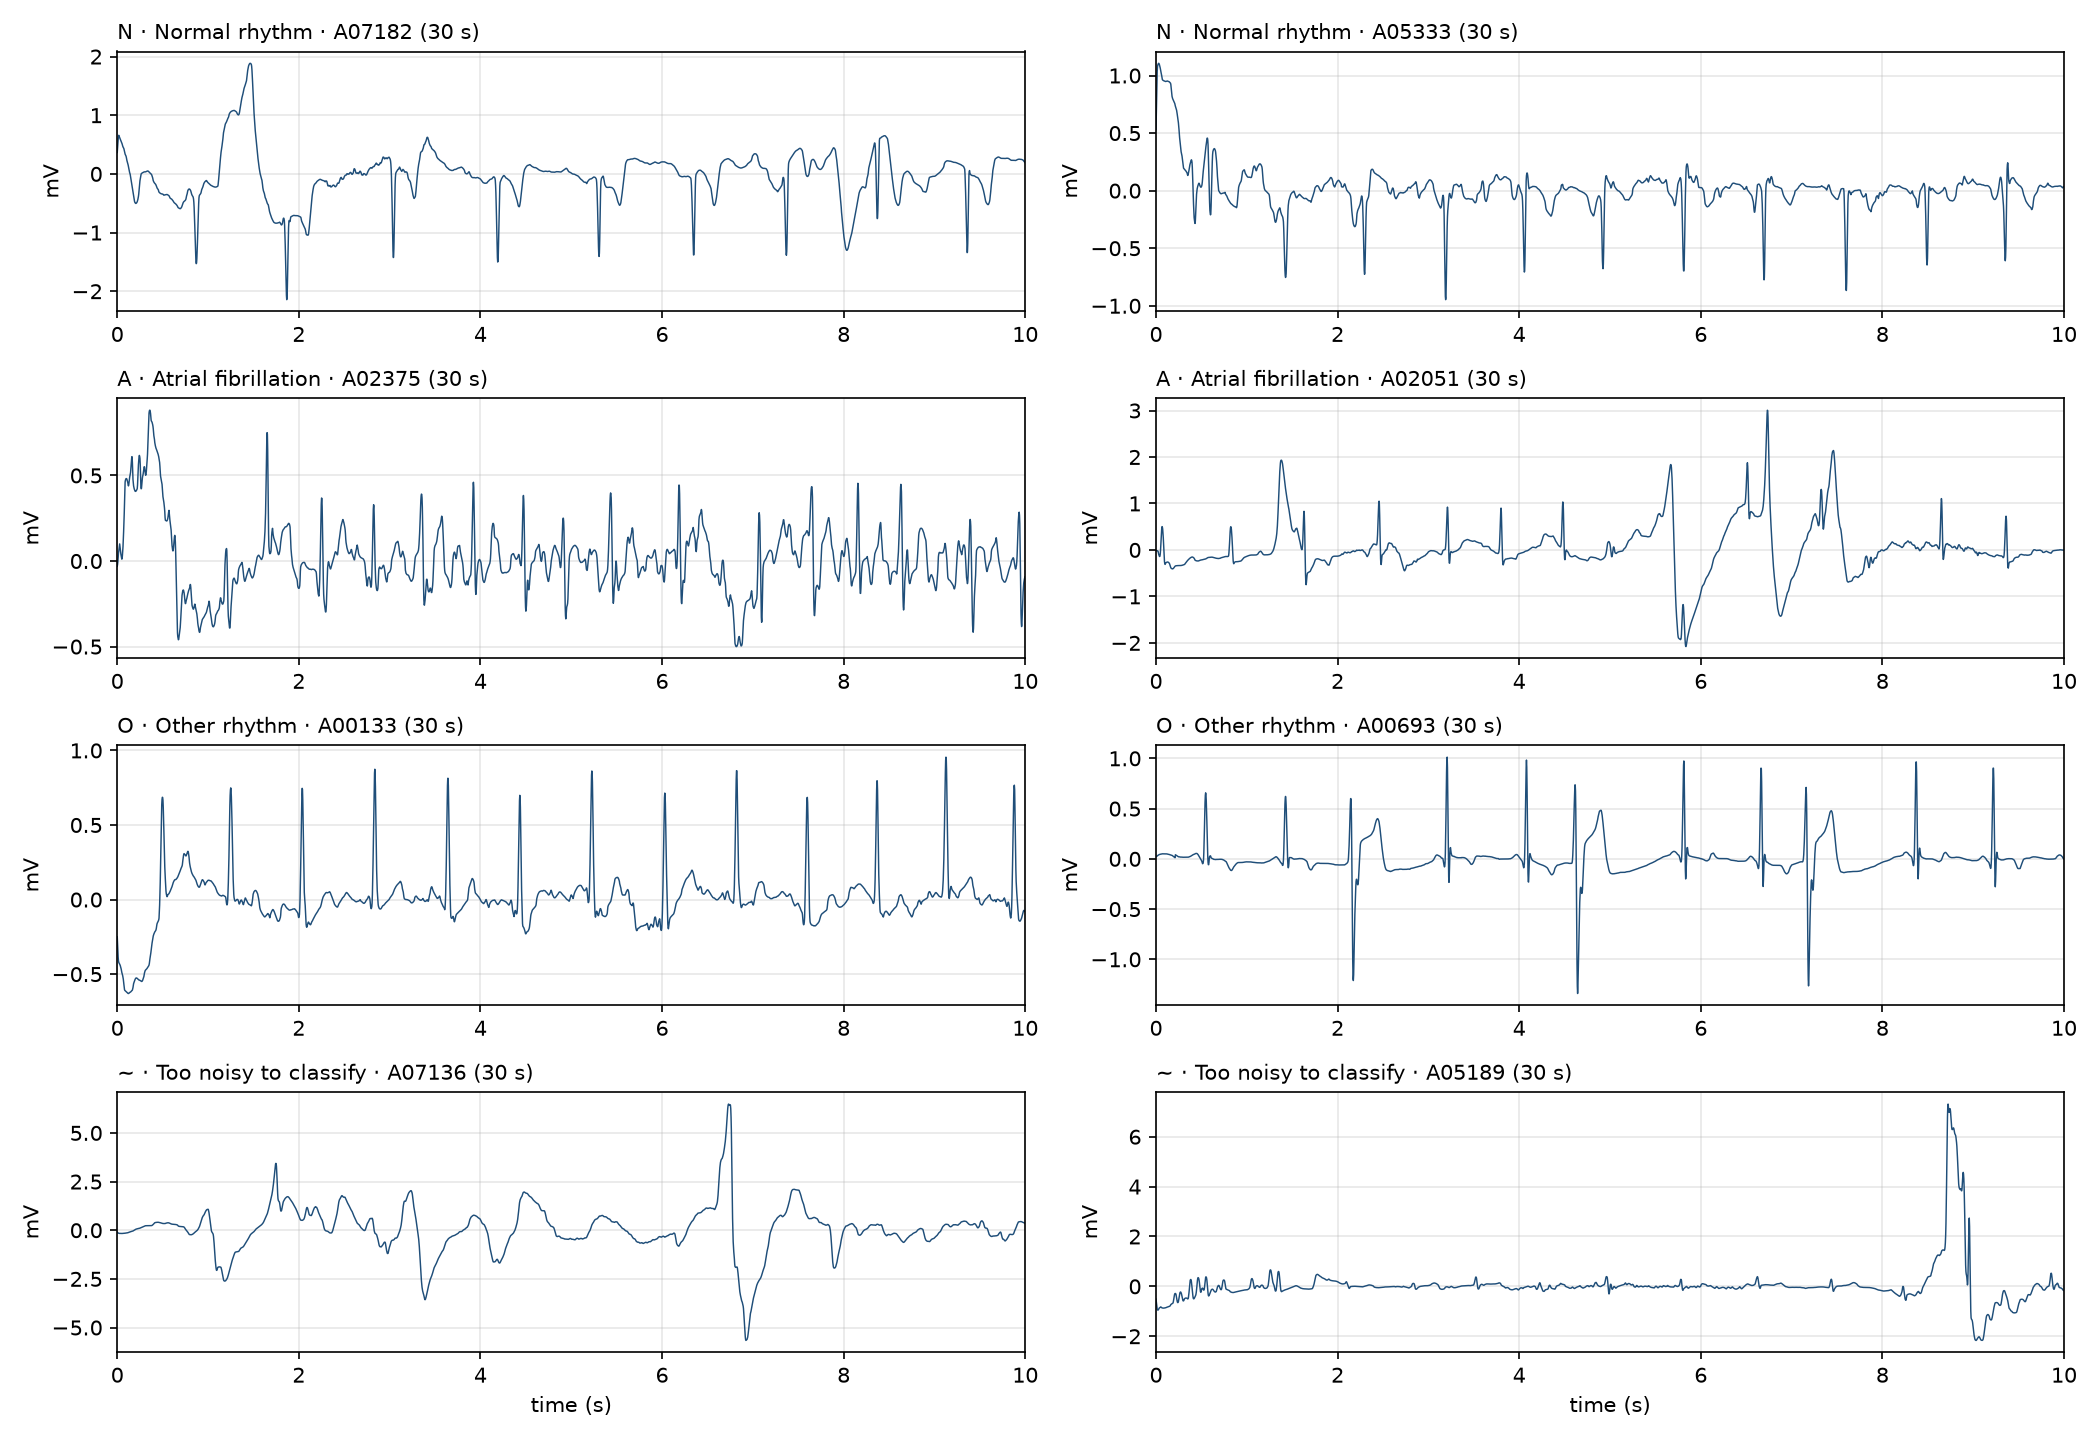 N · Normal rhythm · A07182 (30 s)
2
1
0
−1
−2
mV
0 2 4 6 8 10
N · Normal rhythm · A05333 (30 s)
1.0
0.5
0.0
−0.5
−1.0
mV
0 2 4 6 8 10
A · Atrial fibrillation · A02375 (30 s)
0.5
0.0
−0.5
mV
0 2 4 6 8 10
A · Atrial fibrillation · A02051 (30 s)
3
2
1
0
−1
−2
mV
0 2 4 6 8 10
O · Other rhythm · A00133 (30 s)
1.0
0.5
0.0
−0.5
mV
0 2 4 6 8 10
O · Other rhythm · A00693 (30 s)
1.0
0.5
0.0
−0.5
−1.0
mV
0 2 4 6 8 10
~ · Too noisy to classify · A07136 (30 s)
5.0
2.5
0.0
−2.5
−5.0
mV
0 2 4 6 8 10
time (s)
~ · Too noisy to classify · A05189 (30 s)
6
4
2
0
−2
mV
0 2 4 6 8 10
time (s)